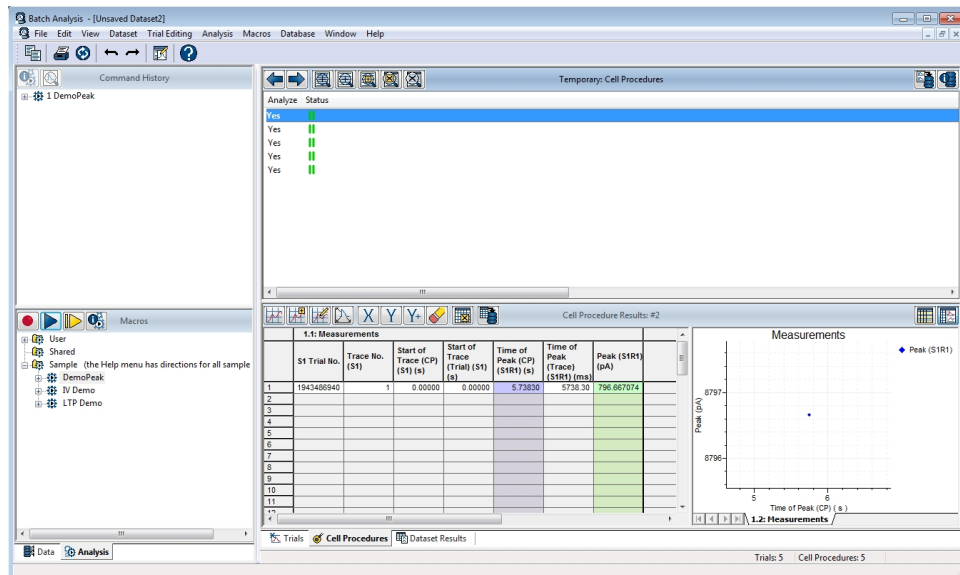 Batch Analysis - [Unsaved Dataset2]
File Edit View Dataset Trial Editing Analysis Macros Database Window Help
Command History
1 DemoPeak
Temporary: Cell Procedures
Analyze Status
Yes
Yes
Yes
Yes
Yes
Macros
User
Shared
Sample (the Help menu has directions for all sample
DemoPeak
IV Demo
LTP Demo
X Y Y+
Cell Procedure Results: #2
1.1: Measurements
S1 Trial No. Trace No. (S1) Start of Trace (CP) (S1) (s) Start of Trace (Trial) (S1) (s) Time of Peak (CP) (S1R1) (s) Time of Peak (Trace) (S1R1) (ms) Peak (S1R1) (pA)
1 1943486940 1 0.00000 0.00000 5.73830 5738.30 796.667074
2
3
4
5
6
7
8
9
10
11
Measurements
Peak (S1R1)
Peak (pA)
8797
8796
5 6
Time of Peak (CP) ( s )
1.2: Measurements
Trials Cell Procedures Dataset Results
Data Analysis
Trials: 5 Cell Procedures: 5